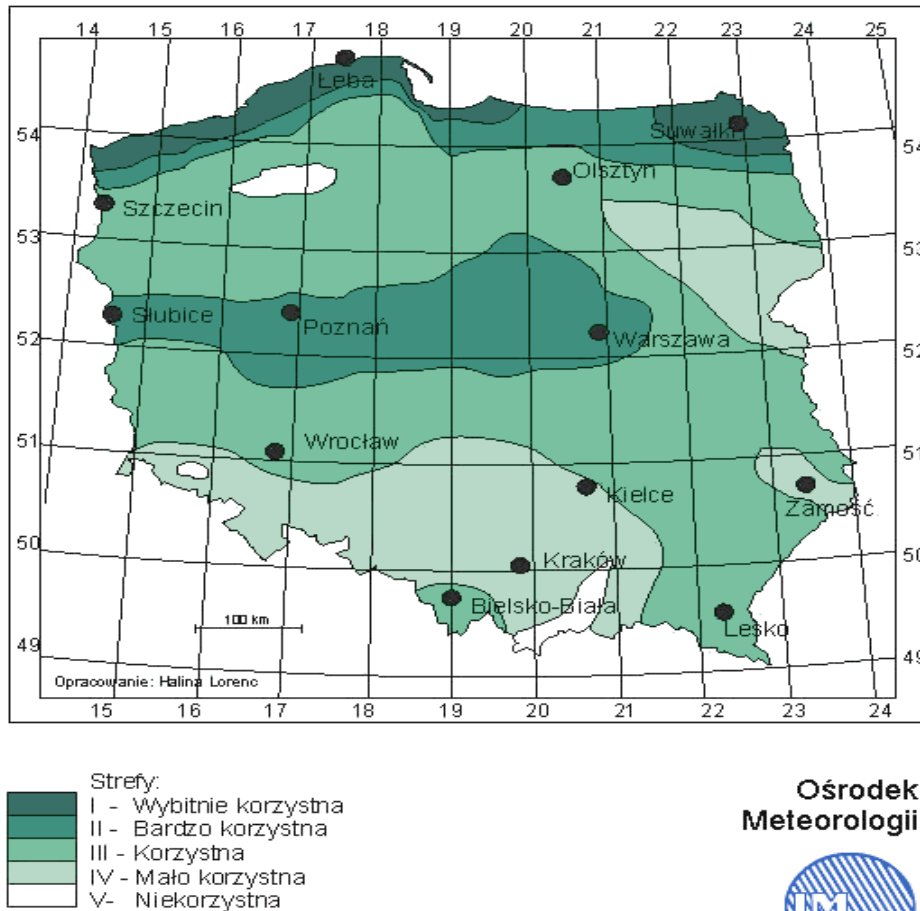 14 15 16 17 18 19 20 21 22 23 24 25
Łeba
54
Suwałki
54
Olsztyn
Szczecin
53
53
Słubice
Poznań
Warszawa
52
52
Wrocław
51
51
Kielce
Zamość
50
50
Kraków
Bielsko-Biała
Lesko
100 km
49
49
Opracowanie: Halina Lorenc
15 16 17 18 19 20 21 22 23 24
Strefy:
I - Wybitnie korzystna
II - Bardzo korzystna
III - Korzystna
IV - Mało korzystna
V- Niekorzystna
Ośrodek
Meteorologii
IM